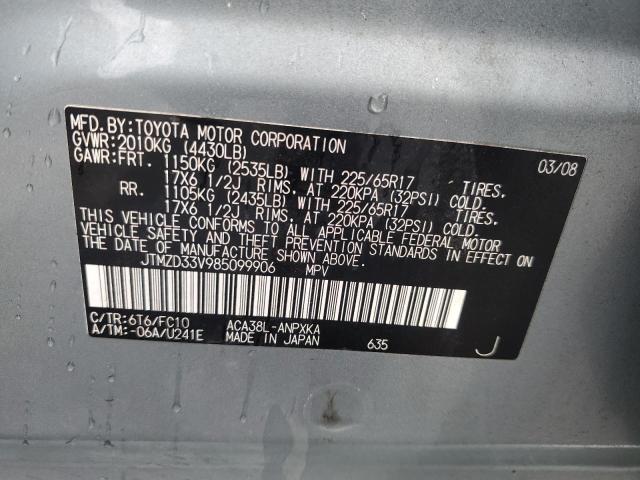 MFD.BY:TOYOTA MOTOR CORPORATION 03/08
GVWR:2010KG (4430LB)
GAWR:FRT. 1150KG (2535LB) WITH 225/65R17 TIRES,
17X6 1/2J RIMS, AT 220KPA (32PSI) COLD.
RR. 1105KG (2435LB) WITH 225/65R17 TIRES,
17X6 1/2J RIMS, AT 220KPA (32PSI) COLD.
THIS VEHICLE CONFORMS TO ALL APPLICABLE FEDERAL MOTOR
VEHICLE SAFETY AND THEFT PREVENTION STANDARDS IN EFFECT ON
THE DATE OF MANUFACTURE SHOWN ABOVE.
JTMZD33V985099906 MPV
C/TR:6T6/FC10 ACA38L-ANPXKA
A/TM:-06A/U241E MADE IN JAPAN 635 J